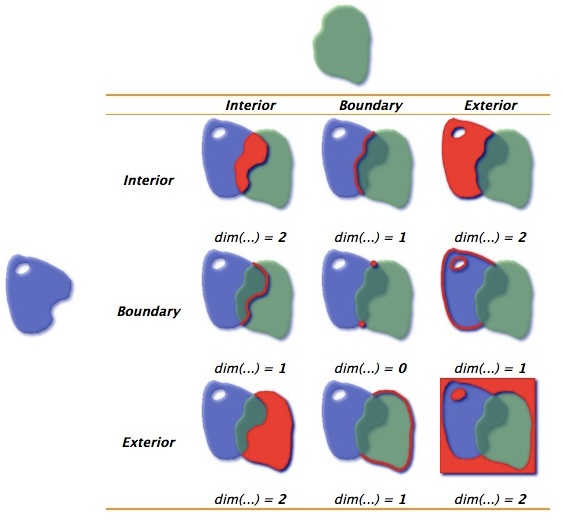 Interior Boundary Exterior
Interior
dim(...) = 2 dim(...) = 1 dim(...) = 2
Boundary
dim(...) = 1 dim(...) = 0 dim(...) = 1
Exterior
dim(...) = 2 dim(...) = 1 dim(...) = 2